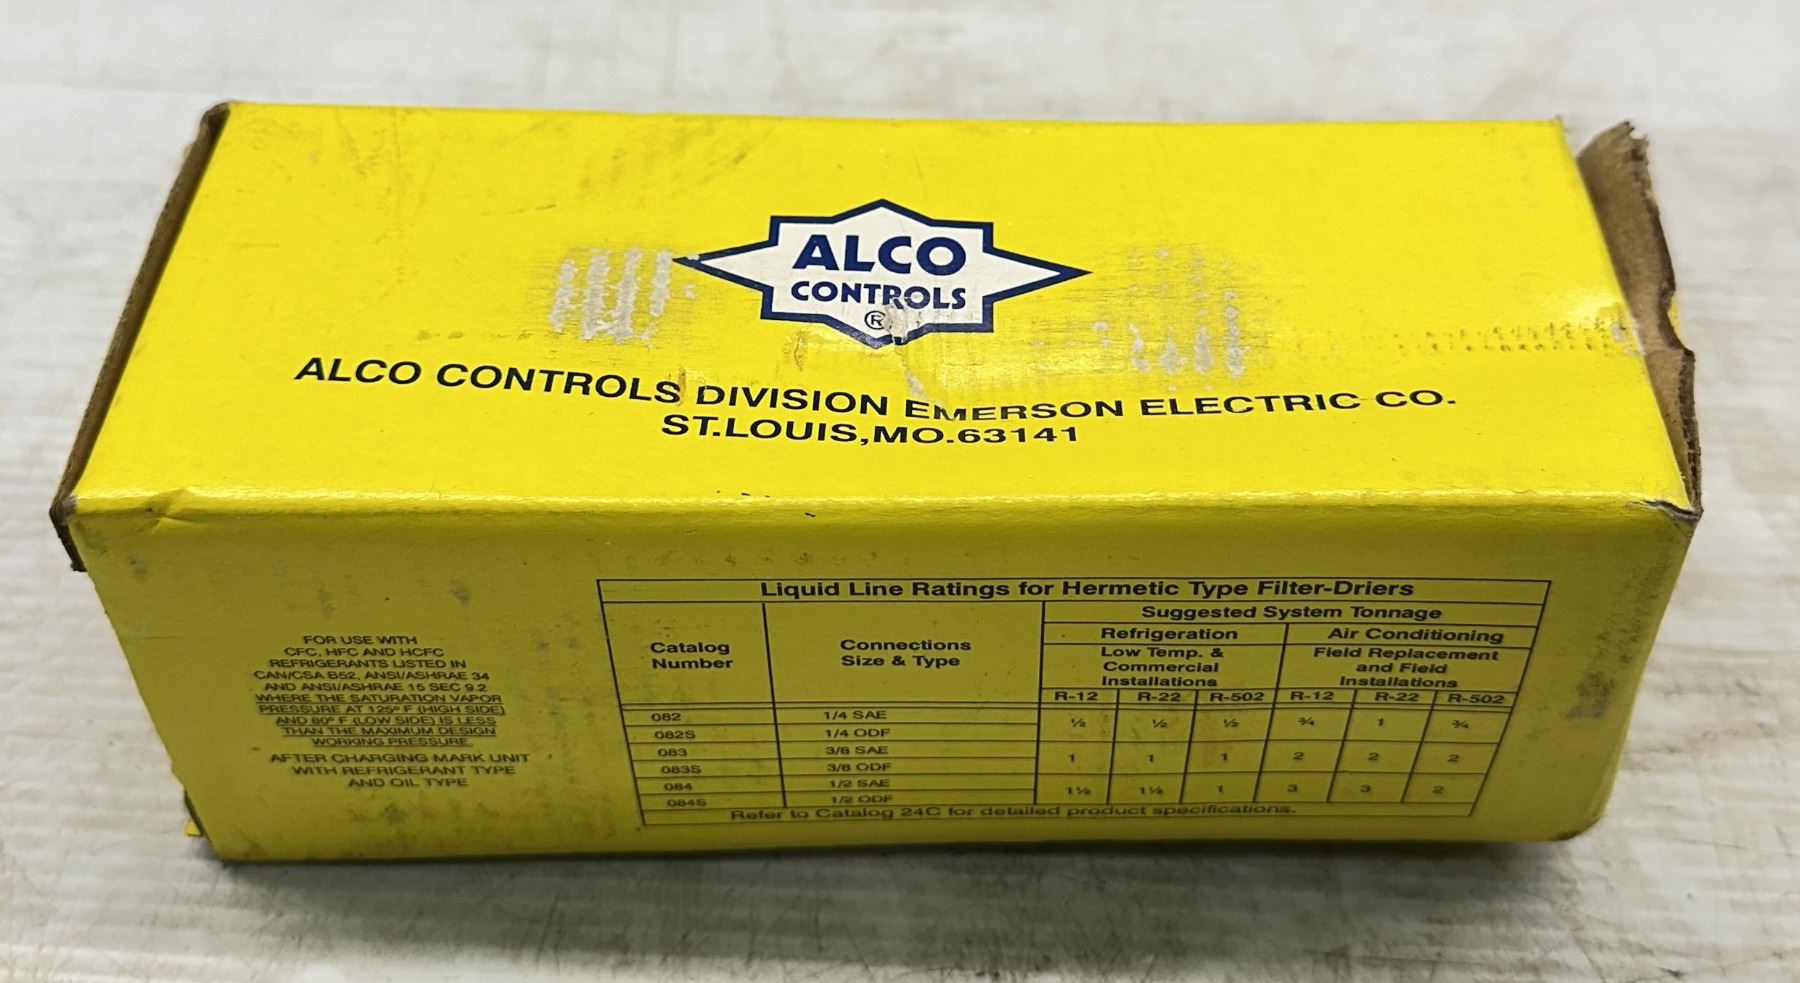 ALCO
CONTROLS
®
ALCO CONTROLS DIVISION EMERSON ELECTRIC CO.
ST.LOUIS,MO.63141
FOR USE WITH
CFC, HFC AND HCFC
REFRIGERANTS LISTED IN
CAN/CSA B52, ANSI/ASHRAE 34
AND ANSI/ASHRAE 15 SEC 9.2
WHERE THE SATURATION VAPOR
PRESSURE AT 125° F (HIGH SIDE)
AND 80° F (LOW SIDE) IS LESS
THAN THE MAXIMUM DESIGN
WORKING PRESSURE.
AFTER CHARGING MARK UNIT
WITH REFRIGERANT TYPE
AND OIL TYPE
Liquid Line Ratings for Hermetic Type Filter-Driers
Suggested System Tonnage
Catalog
Number
Connections
Size & Type
Refrigeration
Air Conditioning
Low Temp. &
Commercial
Installations
Field Replacement
and Field
Installations
R-12 R-22 R-502 R-12 R-22 R-502
082 1/4 SAE
082S 1/4 ODF
½ ½ ½ ¾ 1 ¾
083 3/8 SAE
083S 3/8 ODF
1 1 1 2 2 2
084 1/2 SAE
084S 1/2 ODF
1½ 1½ 1 3 3 2
Refer to Catalog 24C for detailed product specifications.